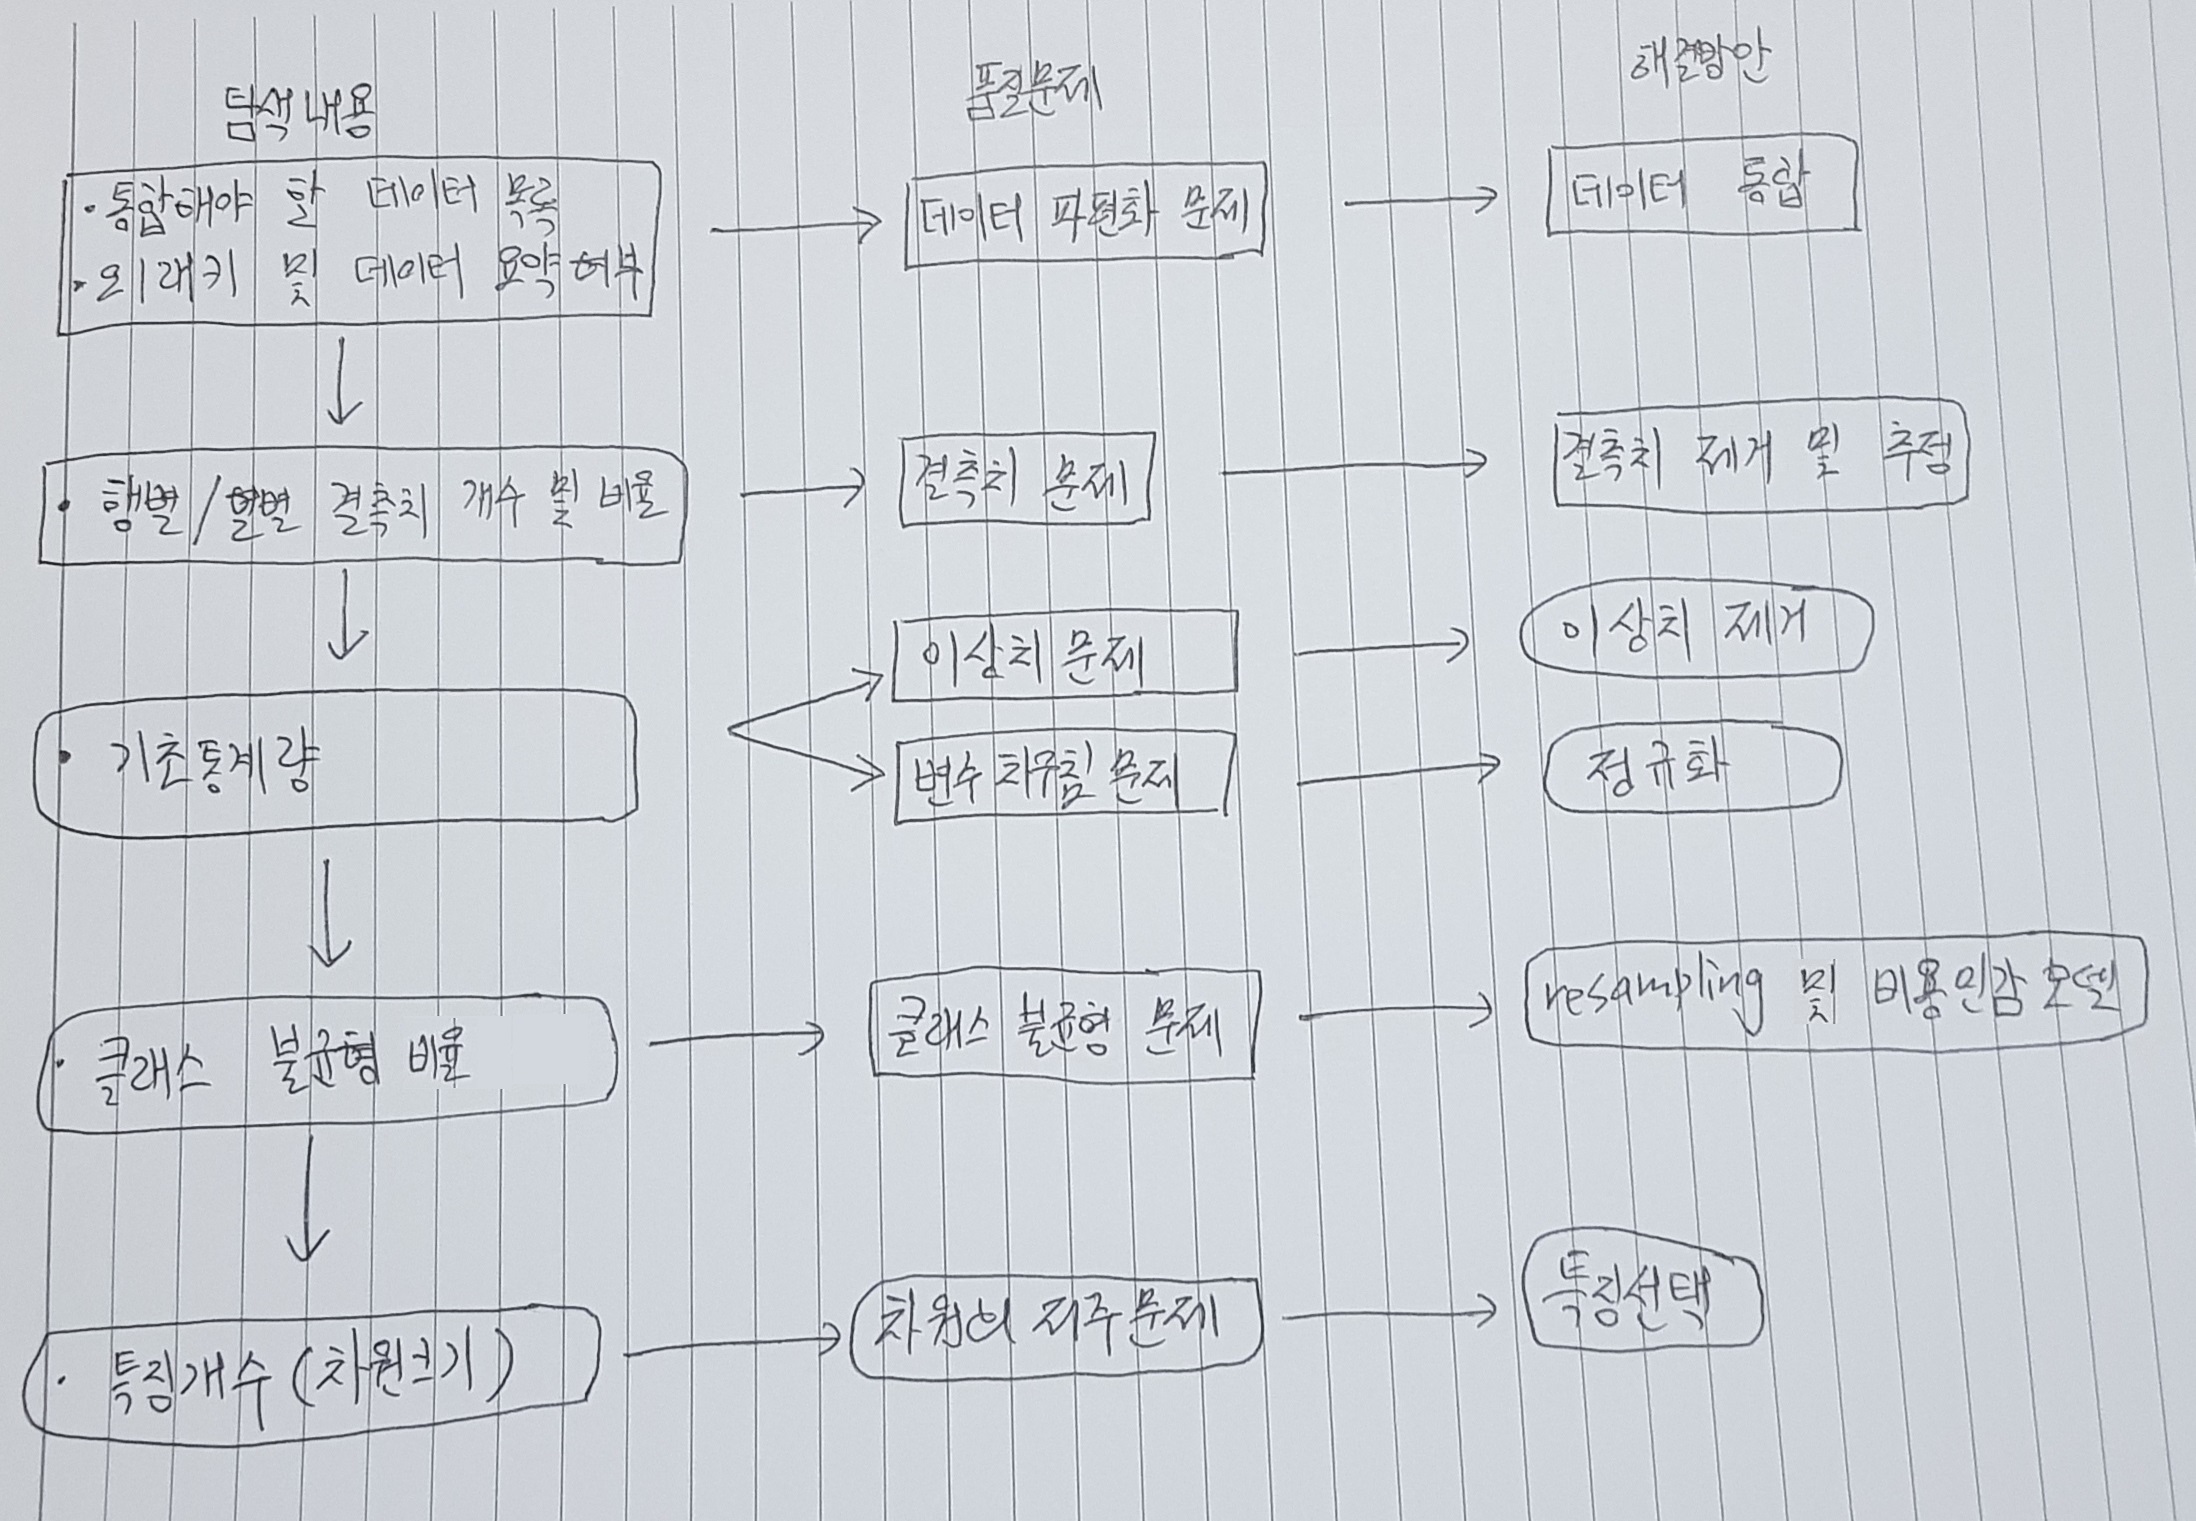 탐색내용
품질문제
해결방안
· 통합해야 할 데이터 목록
· 외래키 및 데이터 요약여부
데이터 파편화 문제
데이터 통합
· 행별/열별 결측치 개수 및 비율
결측치 문제
결측치 제거 및 추정
이상치 문제
이상치 제거
· 기초통계량
변수 치우침 문제
정규화
· 클래스 불균형 비율
클래스 불균형 문제
resampling 및 비용민감모델
· 특징개수(차원크기)
차원의 저주문제
특징선택